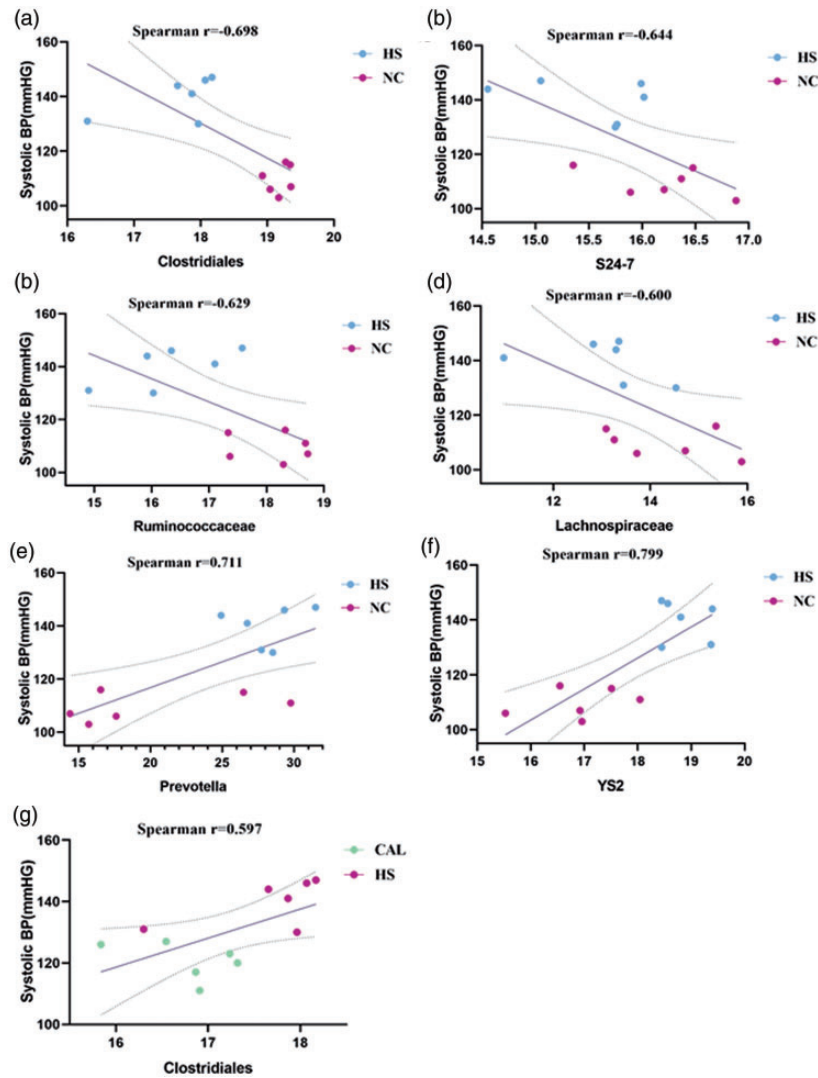 (a)
Spearman r=-0.698
HS
NC
Systolic BP(mmHG)
160
140
120
100
16 17 18 19 20
Clostridiales
(b)
Spearman r=-0.644
HS
NC
Systolic BP(mmHG)
160
140
120
100
14.5 15.0 15.5 16.0 16.5 17.0
S24-7
(b)
Spearman r=-0.629
HS
NC
Systolic BP(mmHG)
160
140
120
100
15 16 17 18 19
Ruminococcaceae
(d)
Spearman r=-0.600
HS
NC
Systolic BP(mmHG)
160
140
120
100
12 14 16
Lachnospiraceae
(e)
Spearman r=0.711
HS
NC
Systolic BP(mmHG)
160
140
120
100
15 20 25 30
Prevotella
(f)
Spearman r=0.799
HS
NC
Systolic BP(mmHG)
160
140
120
100
15 16 17 18 19 20
YS2
(g)
Spearman r=0.597
CAL
HS
Systolic BP(mmHG)
160
140
120
100
16 17 18
Clostridiales